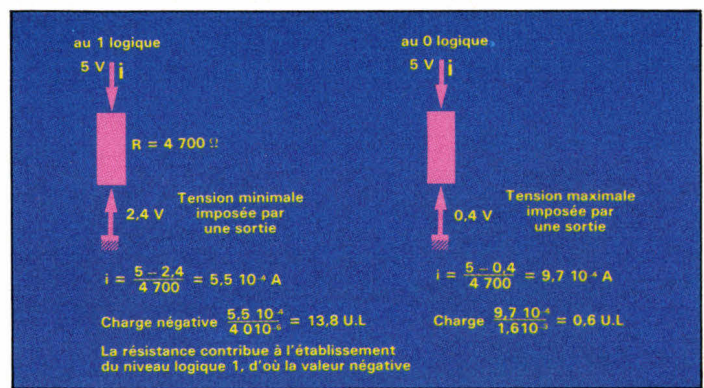 au 1 logique
5 V i
R = 4 700 Ω
2,4 V
Tension minimale
imposée par
une sortie
i = 5 – 2,4 / 4 700 = 5,5 10⁻⁴ A
Charge négative 5,5 10⁻⁴ / 4 010⁻⁵ = 13,8 U.L
La résistance contribue à l'établissement
du niveau logique 1, d'où la valeur négative
au 0 logique
5 V i
0,4 V
Tension maximale
imposée par
une sortie
i = 5 – 0,4 / 4 700 = 9,7 10⁻⁴ A
Charge 9,7 10⁻⁴ / 1,610⁻³ = 0,6 U.L